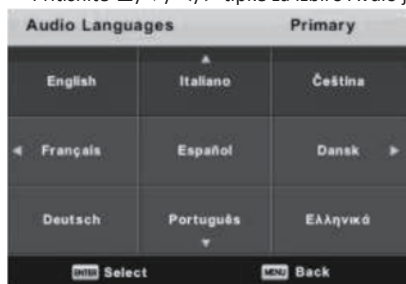 Audio Languages Primary
English Italiano Čeština
Français Español Dansk
Deutsch Português Ελληνικά
ENTER Select MENU Back